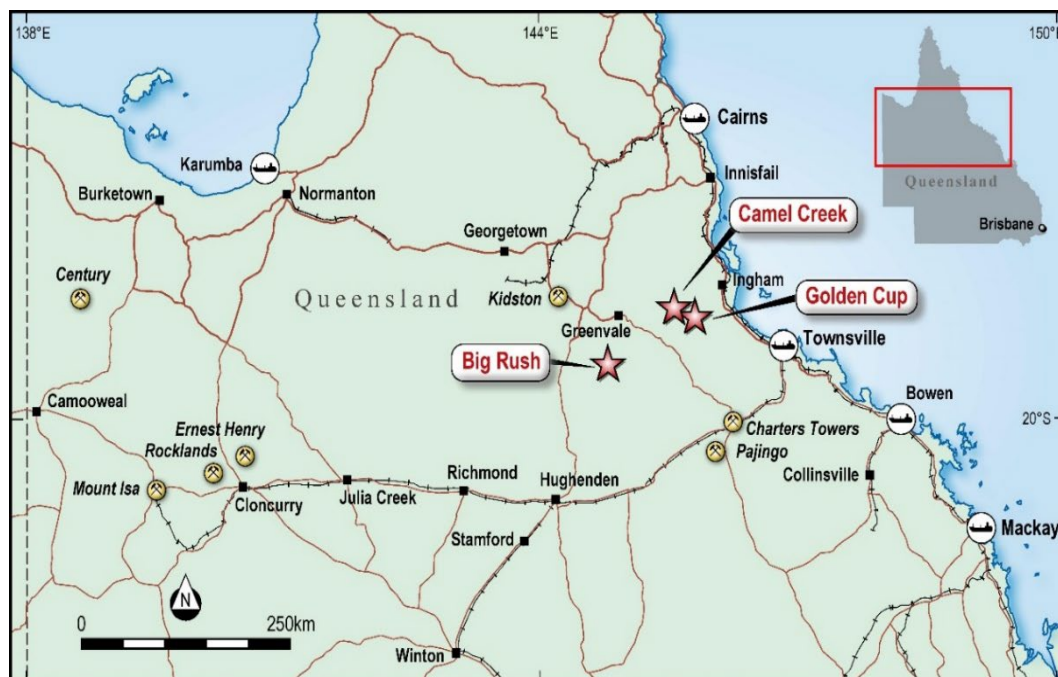 138°E
144°E
150°E
Cairns
Karumba
Innisfail
Burketown
Normanton
Queensland
Camel Creek
Brisbane
Georgetown
Century
Ingham
Queensland
Kidston
Golden Cup
Greenvale
Townsville
Big Rush
Bowen
Camooweal
20°S
Ernest Henry
Charters Towers
Rocklands
Pajingo
Richmond
Hughenden
Collinsville
Mount Isa
Cloncurry
Julia Creek
Mackay
Stamford
N
0
250km
Winton